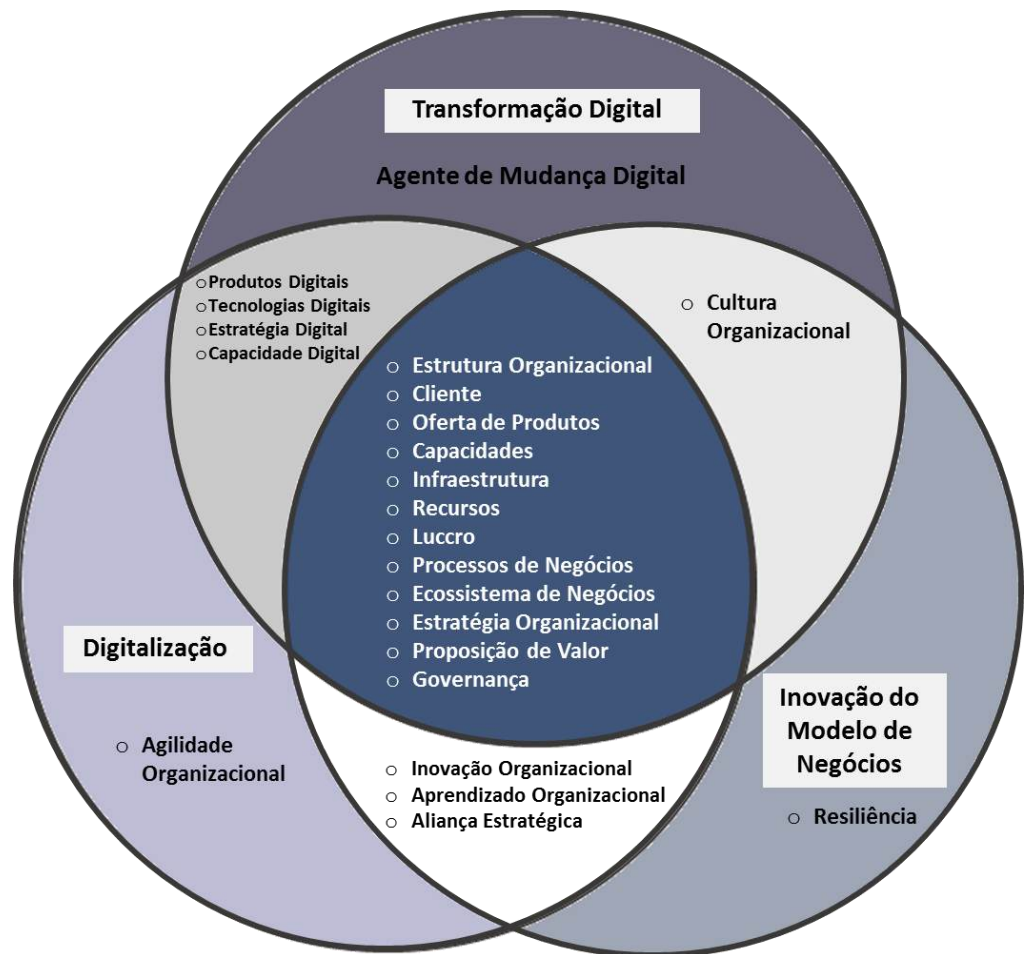 Transformação Digital
Agente de Mudança Digital
○Produtos Digitais
○Tecnologias Digitais
○Estratégia Digital
○Capacidade Digital
○ Cultura
Organizacional
○ Estrutura Organizacional
○ Cliente
○ Oferta de Produtos
○ Capacidades
○ Infraestrutura
○ Recursos
○ Luccro
○ Processos de Negócios
○ Ecossistema de Negócios
○ Estratégia Organizacional
○ Proposição de Valor
○ Governança
Digitalização
○ Agilidade
Organizacional
○ Inovação Organizacional
○ Aprendizado Organizacional
○ Aliança Estratégica
Inovação do
Modelo de
Negócios
○ Resiliência